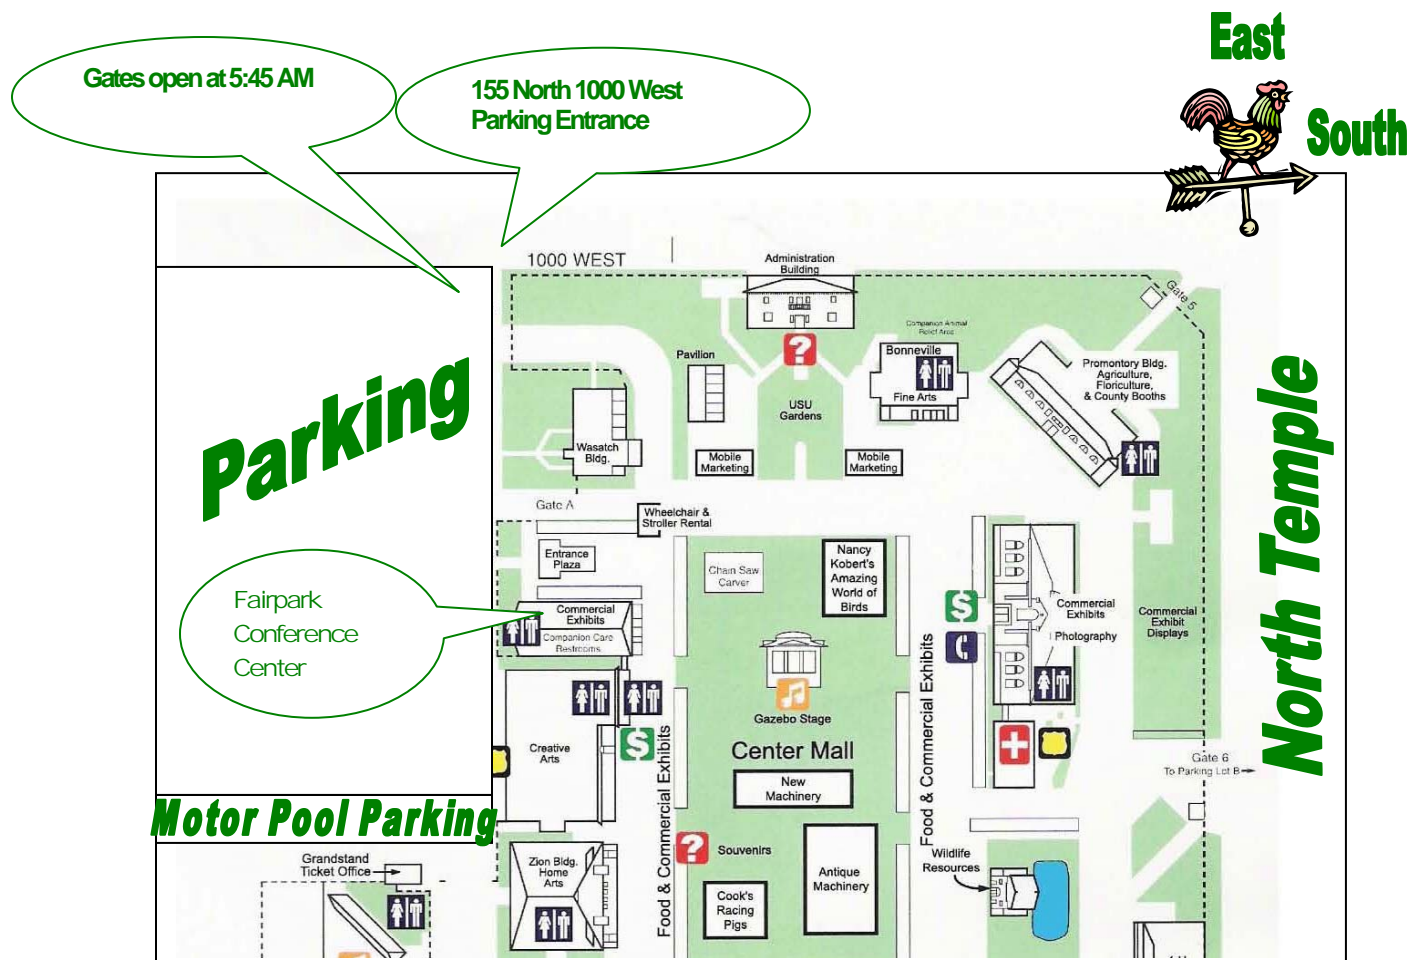 East
South
Gates open at 5:45 AM
155 North 1000 West
Parking Entrance
1000 WEST
Administration
Building
Gate 5
Companion Animal
Relief Area
Pavilion
Bonneville
Fine Arts
Promontory Bldg.
Agriculture,
Floriculture,
& County Booths
USU
Gardens
Parking
North Temple
Wasatch
Bldg.
Mobile
Marketing
Mobile
Marketing
Gate A
Wheelchair &
Stroller Rental
Entrance
Plaza
Chain Saw
Carver
Nancy
Kobert's
Amazing
World of
Birds
Fairpark
Conference
Center
Commercial
Exhibits
Companion Care
Restrooms
Commercial
Exhibits
Photography
Commercial
Exhibit
Displays
Gazebo Stage
Creative
Arts
Center Mall
Food & Commercial Exhibits
Food & Commercial Exhibits
New
Machinery
Gate 6
To Parking Lot B
Motor Pool Parking
Grandstand
Ticket Office
Zion Bldg.
Home
Arts
Souvenirs
Antique
Machinery
Wildlife
Resources
Cook's
Racing
Pigs